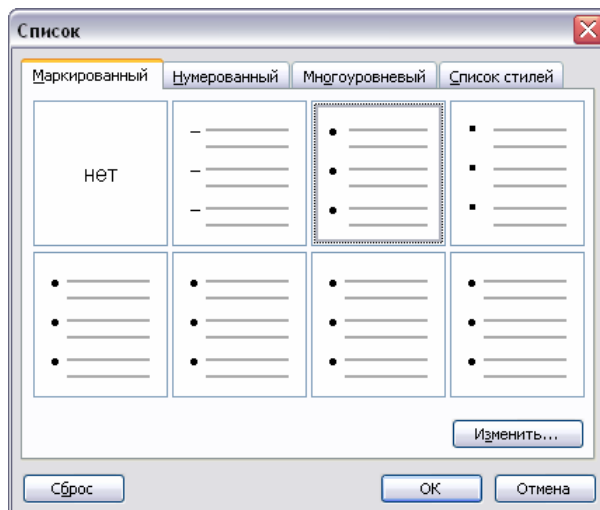 Список
Маркированный Нумерованный Многоуровневый Список стилей
нет
Изменить...
Сброс ОК Отмена